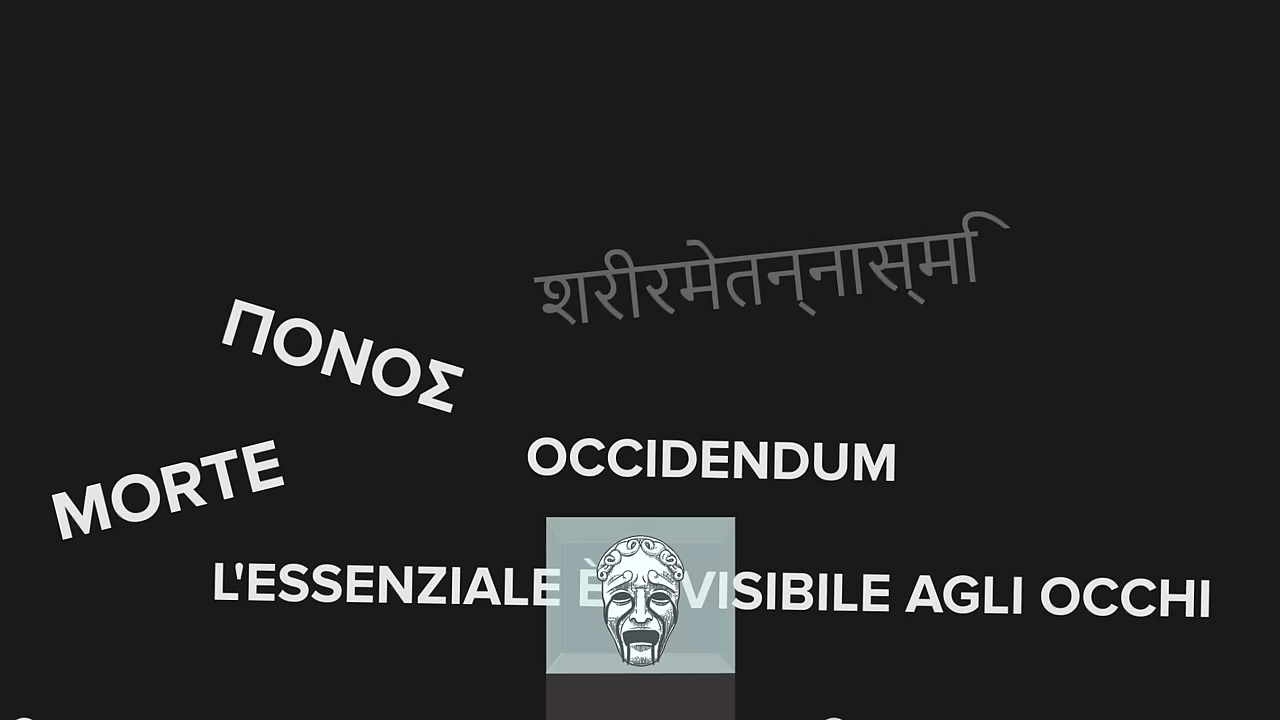 शरीरमेतन्नास्मि
ΠΟΝΟΣ
OCCIDENDUM
MORTE
L'ESSENZIALE È VISIBILE AGLI OCCHI